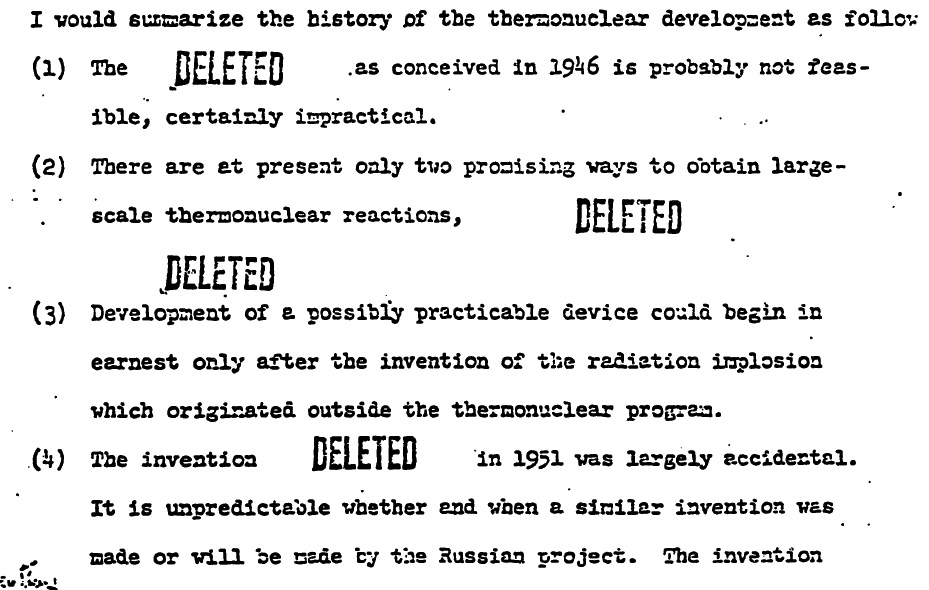 I would summarize the history of the thermonuclear development as follow
(1) The DELETED as conceived in 1946 is probably not feas-
ible, certainly impractical.
(2) There are at present only two promising ways to obtain large-
scale thermonuclear reactions, DELETED
DELETED
(3) Development of a possibly practicable device could begin in
earnest only after the invention of the radiation implosion
which originated outside the thermonuclear program.
(4) The invention DELETED in 1951 was largely accidental.
It is unpredictable whether and when a similar invention was
made or will be made by the Russian project. The invention